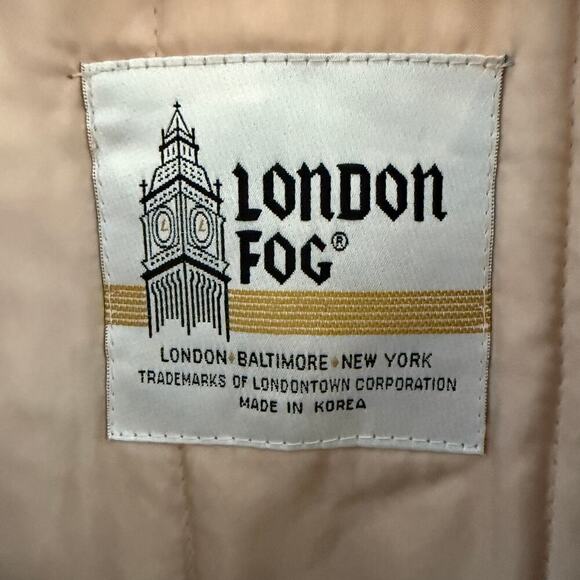 LONDON
FOG®
L L
LONDON♦BALTIMORE♦NEW YORK
TRADEMARKS OF LONDONTOWN CORPORATION
MADE IN KOREA